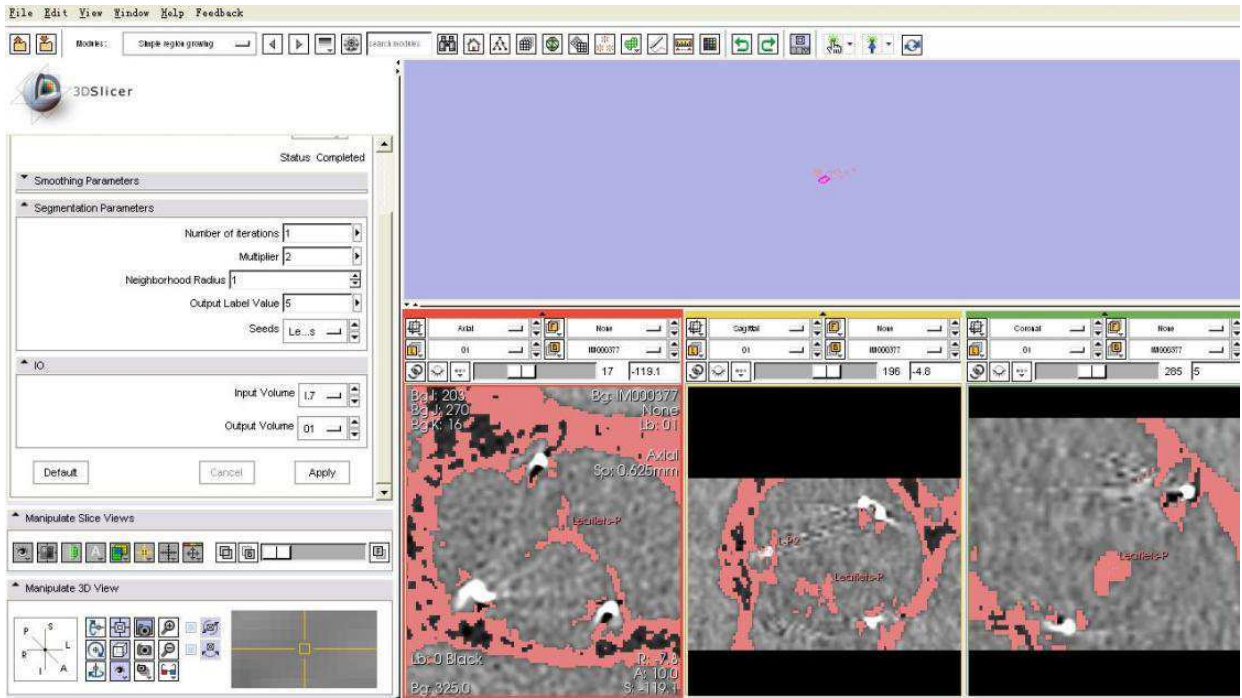 File Edit View Window Help Feedback
Modules: Simple region growing search modules
3DSlicer
Status Completed
Smoothing Parameters
Segmentation Parameters
Number of iterations 1
Multiplier 2
Neighborhood Radius 1
Output Label Value 5
Seeds Le...s
IO
Input Volume I.7
Output Volume 01
Default Cancel Apply
Manipulate Slice Views
Manipulate 3D View
P S
R L
I A
Axial None
01 IM000377
17 -119.1
Bg I: 203 Bg: IM000377
Bg J: 270 None
Bg K: 16 Lb: 01
Axial
Sp: 0.625mm
Leaflets-P
Lb: 0 Black R: -7.8
A: 10.0
Bg: 325.0 S: -119.1
Sagittal None
01 IM000377
196 -4.8
Leaflets-P
Coronal None
01 IM000377
285 5
Leaflets-P